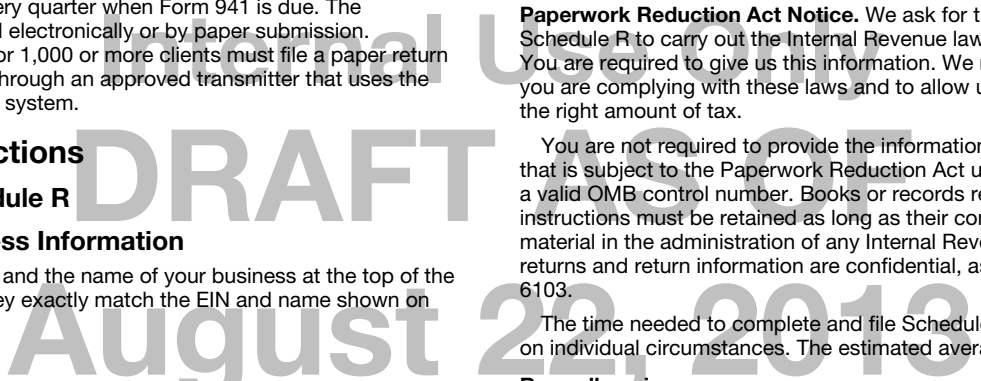 ery quarter when Form 941 is due. The
electronically or by paper submission.
or 1,000 or more clients must file a paper return
through an approved transmitter that uses the
system.
ctions
dule R
ess Information
and the name of your business at the top of the
ey exactly match the EIN and name shown on
Paperwork Reduction Act Notice. We ask for t
Schedule R to carry out the Internal Revenue law
You are required to give us this information. We
you are complying with these laws and to allow u
the right amount of tax.
You are not required to provide the information
that is subject to the Paperwork Reduction Act u
a valid OMB control number. Books or records re
instructions must be retained as long as their con
material in the administration of any Internal Reve
returns and return information are confidential, as
6103.
The time needed to complete and file Schedul
on individual circumstances. The estimated avera
Internal Use Only
DRAFT AS OF
August 22, 2013